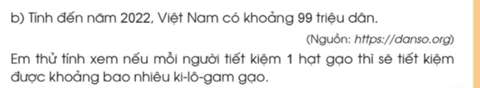 b) Tính đến năm 2022, Việt Nam có khoảng 99 triệu dân.
(Nguồn: https://danso.org)
Em thử tính xem nếu mỗi người tiết kiệm 1 hạt gạo thì sẽ tiết kiệm
được khoảng bao nhiêu ki-lô-gam gạo.